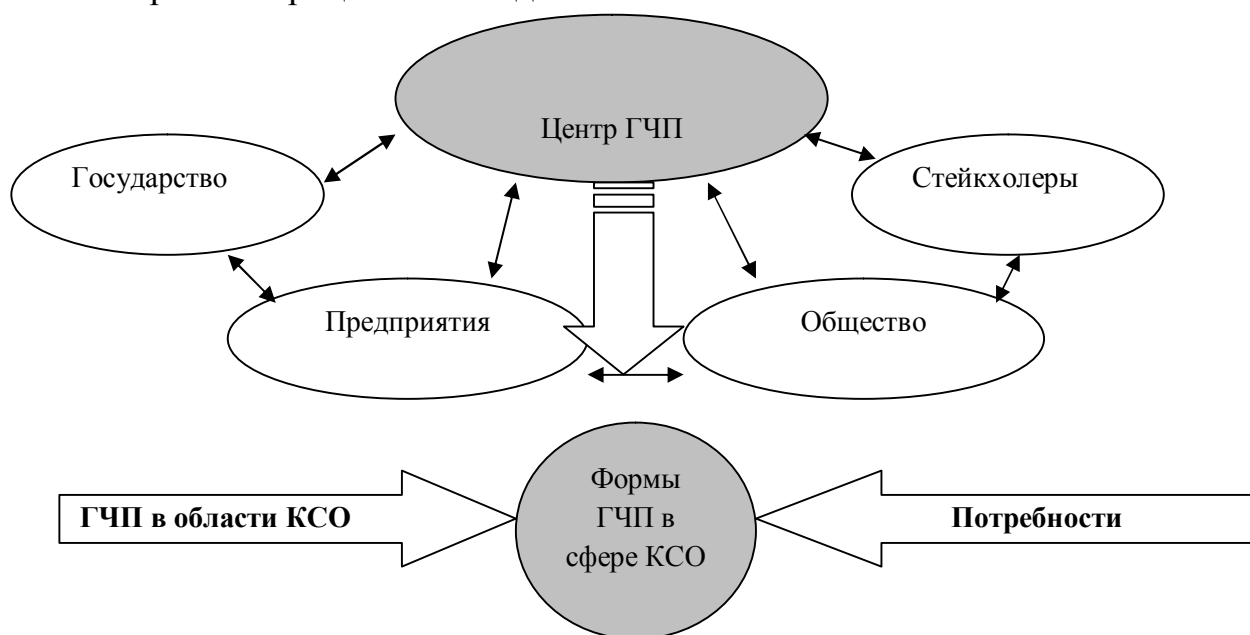 Центр ГЧП
Государство
Стейкхолеры
Предприятия
Общество
Формы
ГЧП в
сфере КСО
ГЧП в области КСО
Потребности